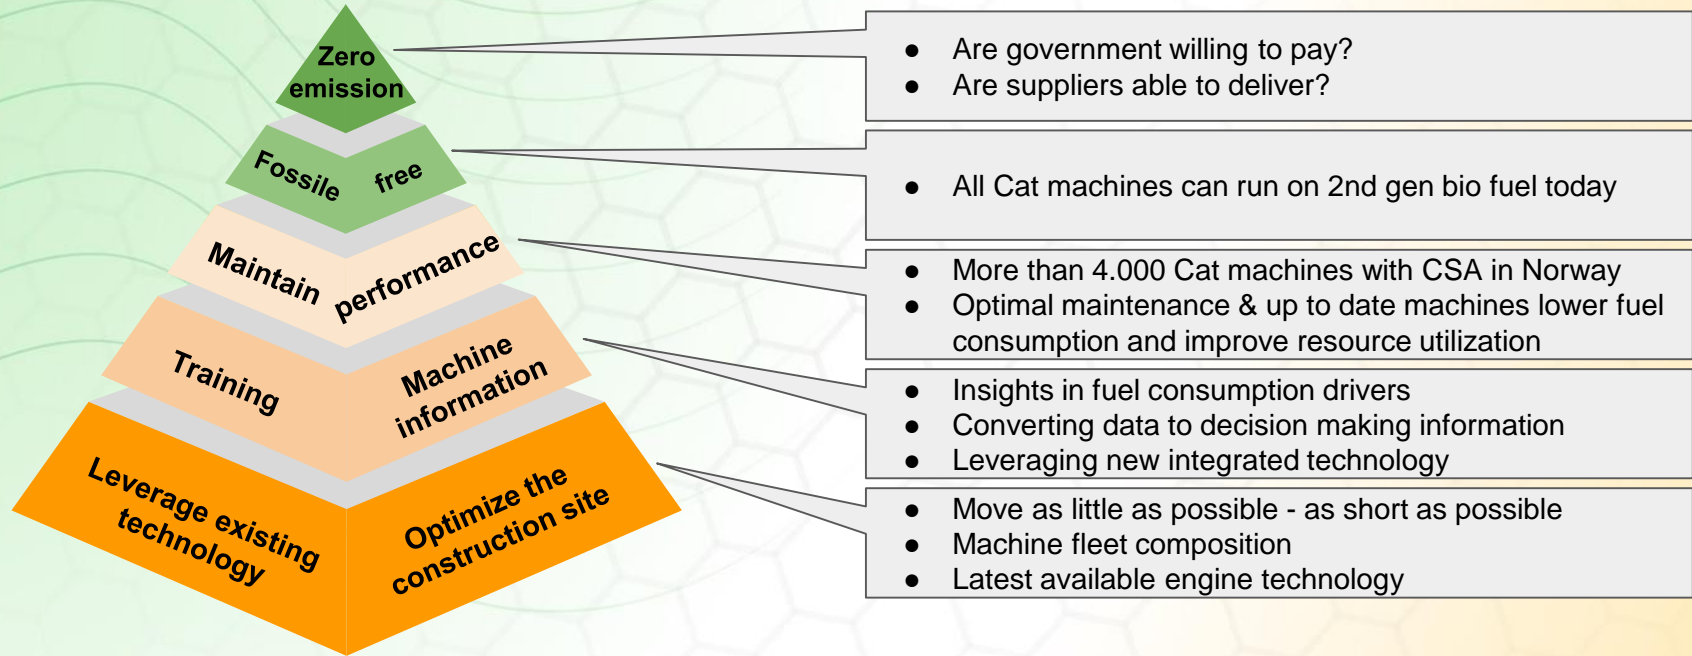 Zero
emission
● Are government willing to pay?
● Are suppliers able to deliver?
Fossile free
● All Cat machines can run on 2nd gen bio fuel today
Maintain performance
● More than 4.000 Cat machines with CSA in Norway
● Optimal maintenance & up to date machines lower fuel
consumption and improve resource utilization
Training
Machine
information
● Insights in fuel consumption drivers
● Converting data to decision making information
● Leveraging new integrated technology
Leverage existing
technology
Optimize the
construction site
● Move as little as possible - as short as possible
● Machine fleet composition
● Latest available engine technology